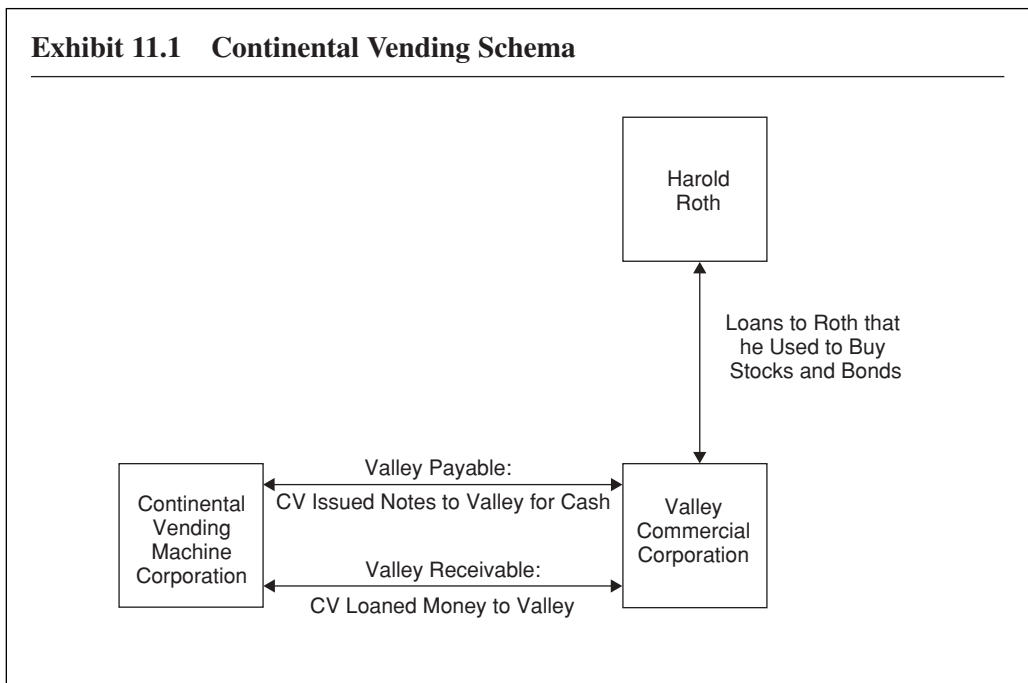 Exhibit 11.1 Continental Vending Schema
Harold
Roth
Loans to Roth that
he Used to Buy
Stocks and Bonds
Continental
Vending
Machine
Corporation
Valley Payable:
CV Issued Notes to Valley for Cash
Valley Receivable:
CV Loaned Money to Valley
Valley
Commercial
Corporation